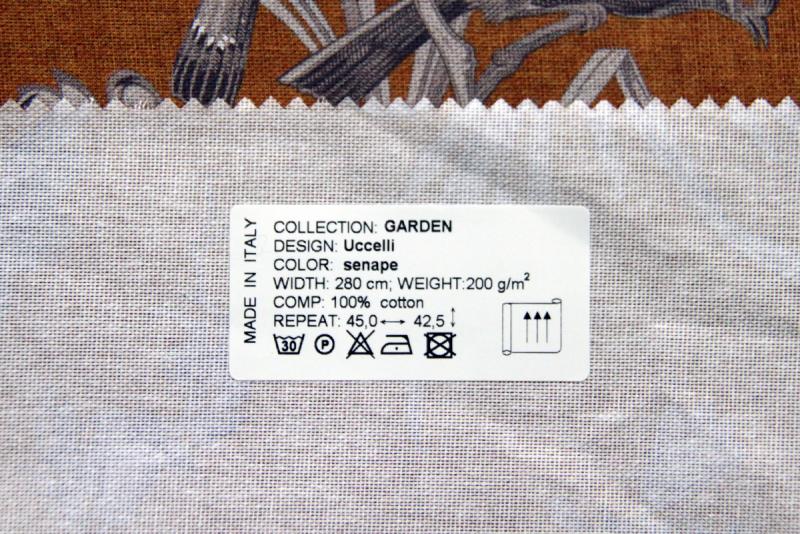 MADE IN ITALY
COLLECTION: GARDEN
DESIGN: Uccelli
COLOR: senape
WIDTH: 280 cm; WEIGHT:200 g/m²
COMP: 100% cotton
REPEAT: 45,0↔ 42,5↕
30 P